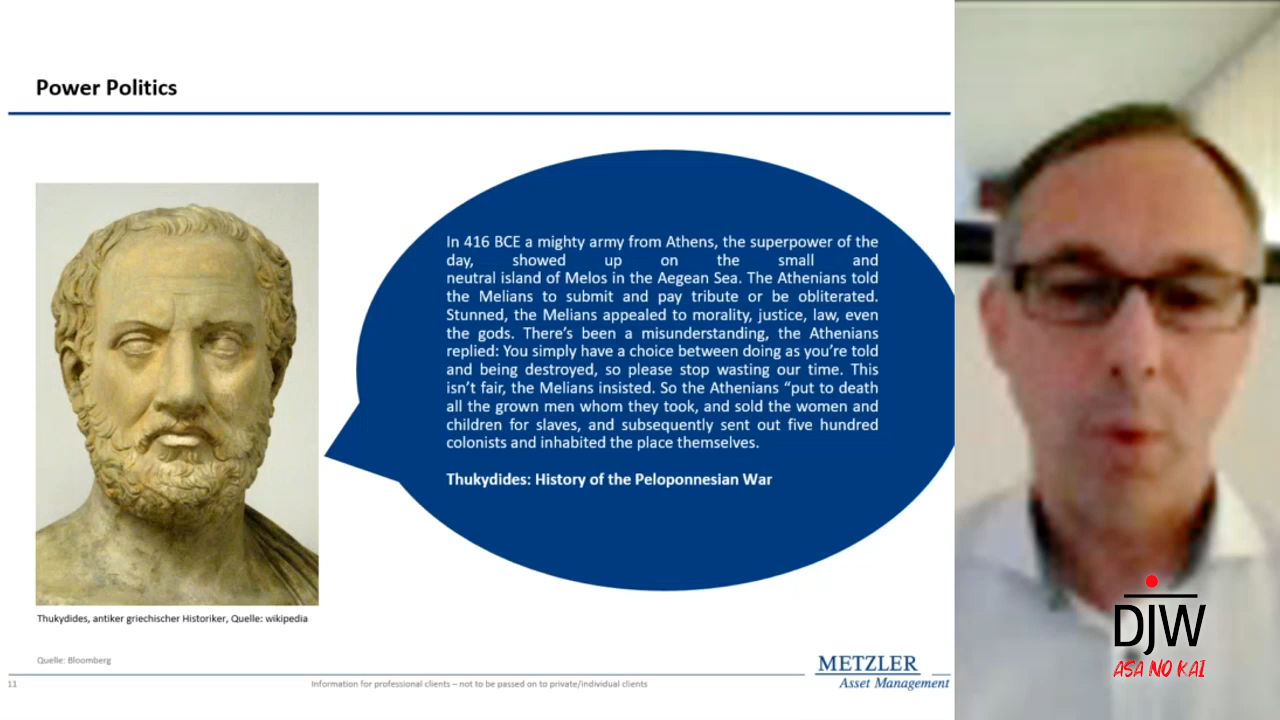 Power Politics
In 416 BCE a mighty army from Athens, the superpower of the
day, showed up on the small and
neutral island of Melos in the Aegean Sea. The Athenians told
the Melians to submit and pay tribute or be obliterated.
Stunned, the Melians appealed to morality, justice, law, even
the gods. There’s been a misunderstanding, the Athenians
replied: You simply have a choice between doing as you’re told
and being destroyed, so please stop wasting our time. This
isn’t fair, the Melians insisted. So the Athenians “put to death
all the grown men whom they took, and sold the women and
children for slaves, and subsequently sent out five hundred
colonists and inhabited the place themselves.
Thukydides: History of the Peloponnesian War
Thukydides, antiker griechischer Historiker, Quelle: wikipedia
Quelle: Bloomberg
11
Information for professional clients – not to be passed on to private/individual clients
METZLER
Asset Management
DJW
ASA NO KAI